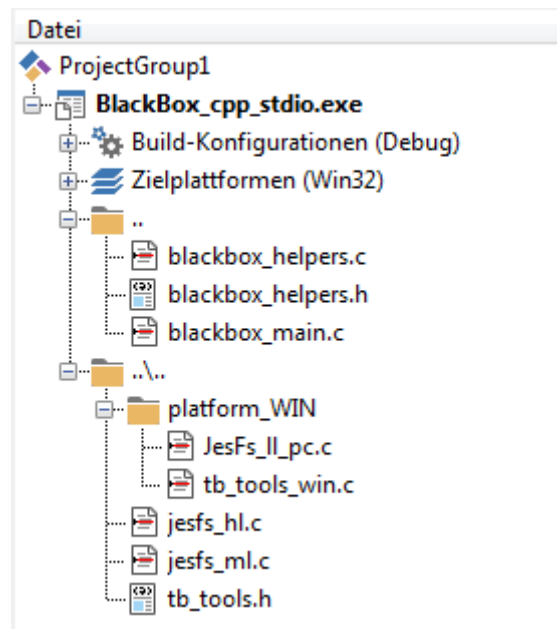 Datei
ProjectGroup1
BlackBox_cpp_stdio.exe
Build-Konfigurationen (Debug)
Zielplattformen (Win32)
..
blackbox_helpers.c
blackbox_helpers.h
blackbox_main.c
..\..
platform_WIN
JesFs_ll_pc.c
tb_tools_win.c
jesfs_hl.c
jesfs_ml.c
tb_tools.h